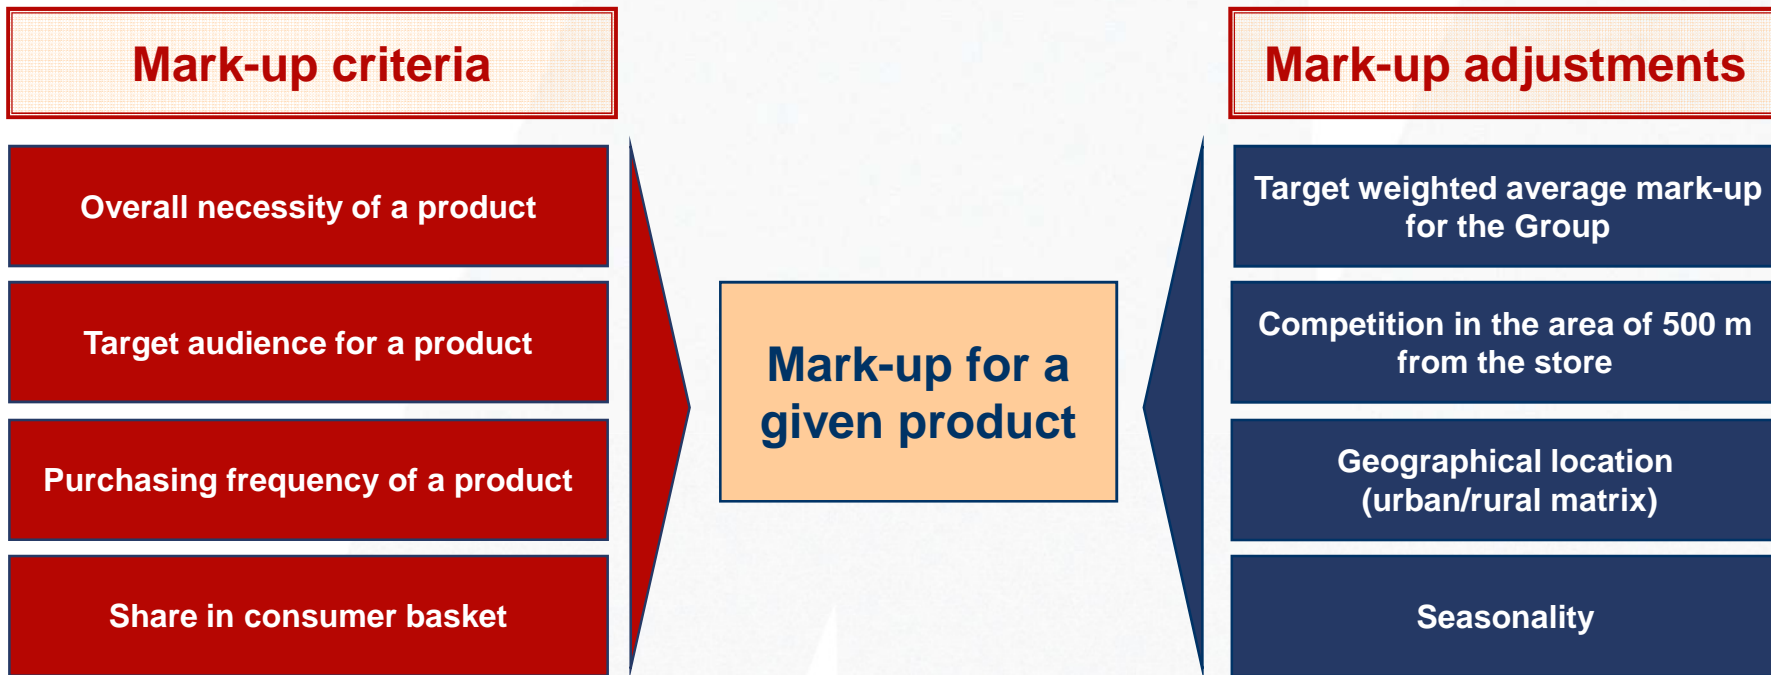 Mark-up criteria
Overall necessity of a product
Target audience for a product
Purchasing frequency of a product
Share in consumer basket
Mark-up for a
given product
Mark-up adjustments
Target weighted average mark-up
for the Group
Competition in the area of 500 m
from the store
Geographical location
(urban/rural matrix)
Seasonality